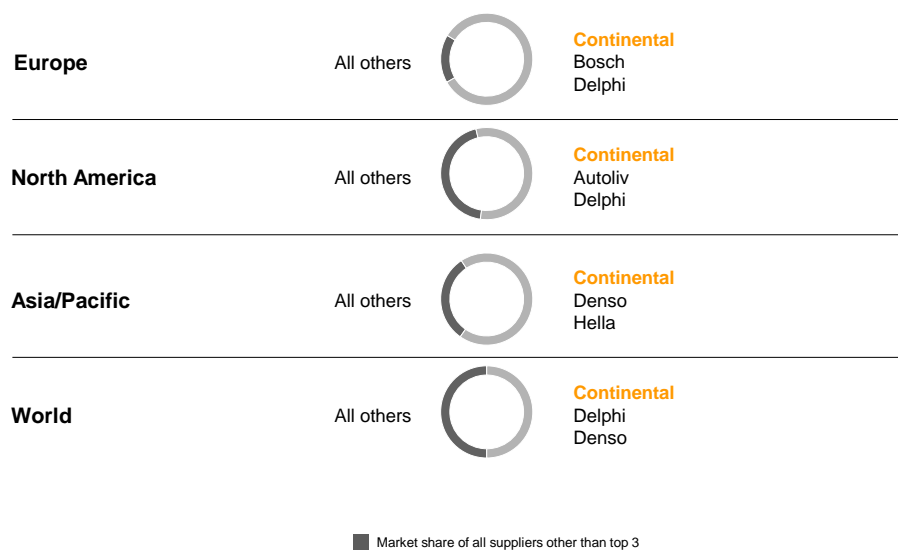 Europe
All others
Continental
Bosch
Delphi
North America
All others
Continental
Autoliv
Delphi
Asia/Pacific
All others
Continental
Denso
Hella
World
All others
Continental
Delphi
Denso
Market share of all suppliers other than top 3